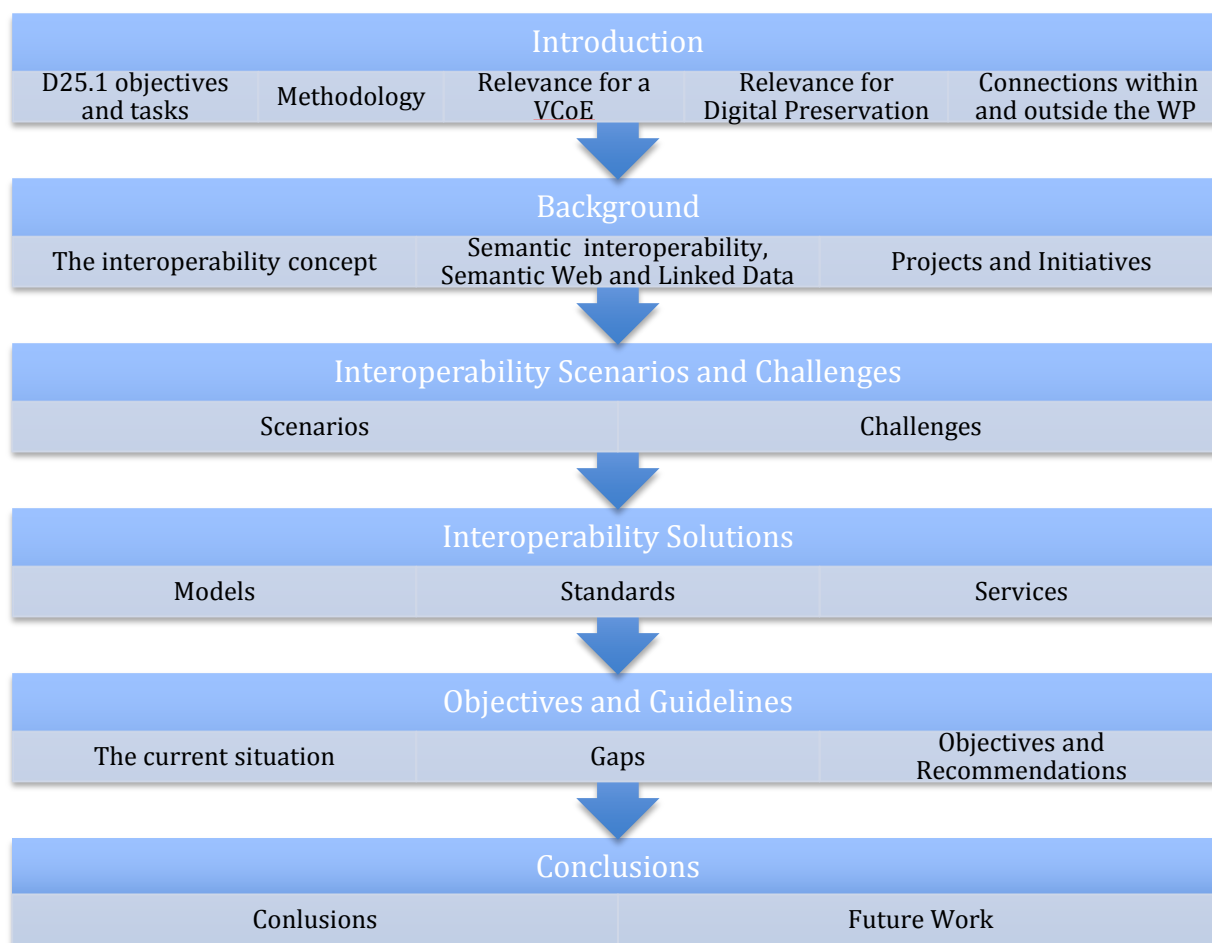 Introduction
D25.1 objectives and tasks
Methodology
Relevance for a VCoE
Relevance for Digital Preservation
Connections within and outside the WP
Background
The interoperability concept
Semantic interoperability,
Semantic Web and Linked Data
Projects and Initiatives
Interoperability Scenarios and Challenges
Scenarios
Challenges
Interoperability Solutions
Models
Standards
Services
Objectives and Guidelines
The current situation
Gaps
Objectives and
Recommendations
Conclusions
Conlusions
Future Work